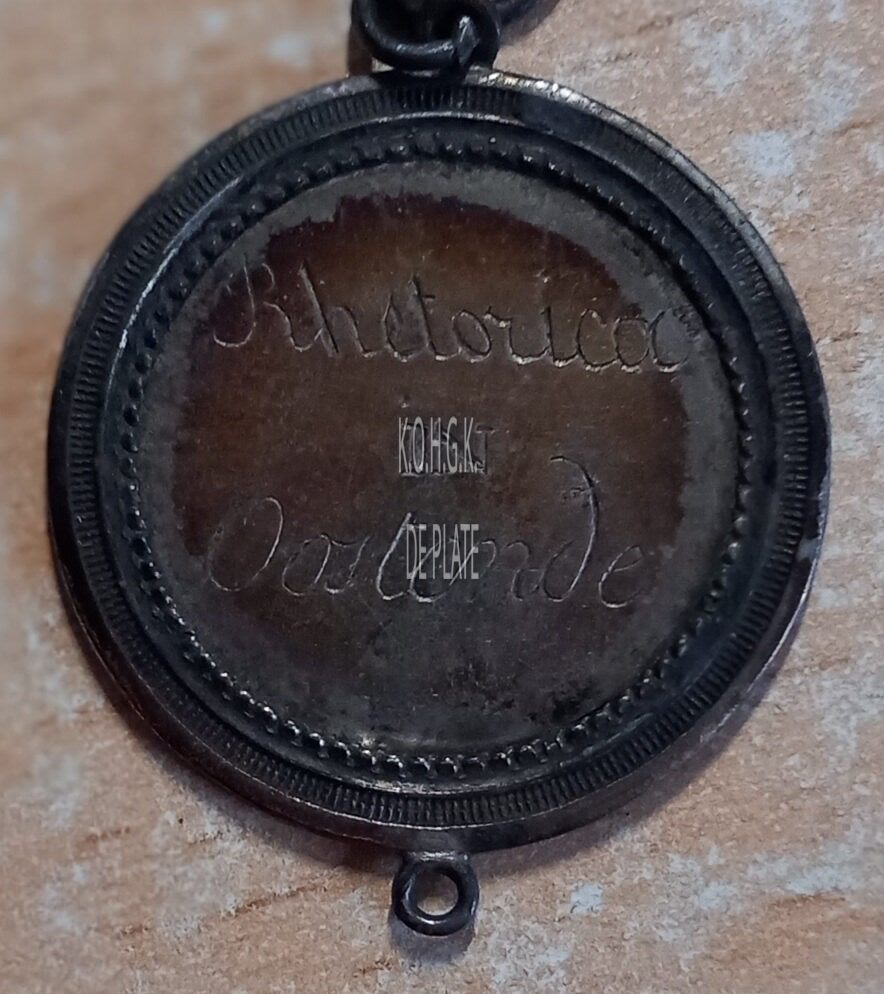 Rhetorica
K.O.H.G.K.
Oostende
DE PLATE